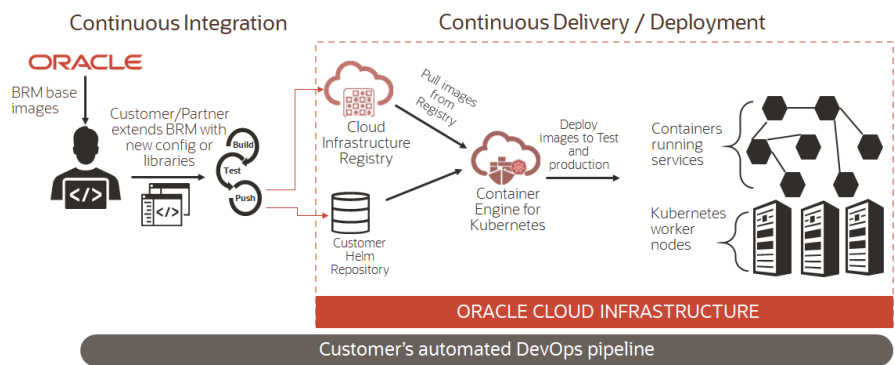 Continuous Integration
Continuous Delivery / Deployment
ORACLE
BRM base
images
Customer/Partner
extends BRM with
new config or
libraries
Build
Test
Push
</>
</>
Cloud
Infrastructure
Registry
Customer
Helm
Repository
Pull images
from
Registry
Container
Engine for
Kubernetes
Deploy
images to Test
and
production
Containers
running
services
Kubernetes
worker
nodes
ORACLE CLOUD INFRASTRUCTURE
Customer's automated DevOps pipeline